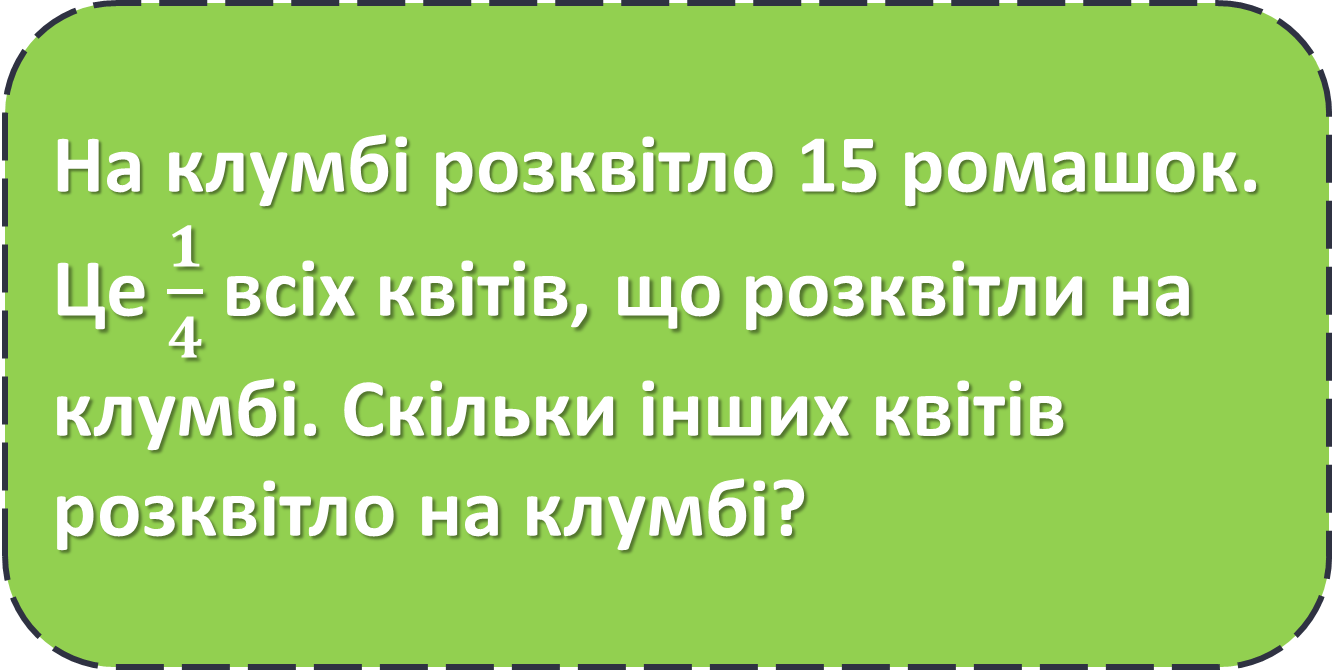 На клумбі розквітло 15 ромашок.
Це 1/4 всіх квітів, що розквітли на
клумбі. Скільки інших квітів
розквітло на клумбі?